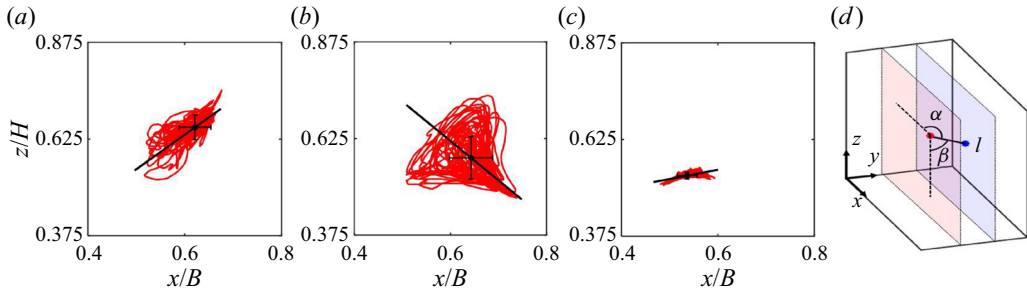 (a) (b) (c) (d)
0.875 0.875 0.875
z/H 0.625 0.625 0.625
0.375 0.375 0.375
0.4 0.6 0.8 0.4 0.6 0.8 0.4 0.6 0.8
x/B x/B x/B
α
l
z β
y
x